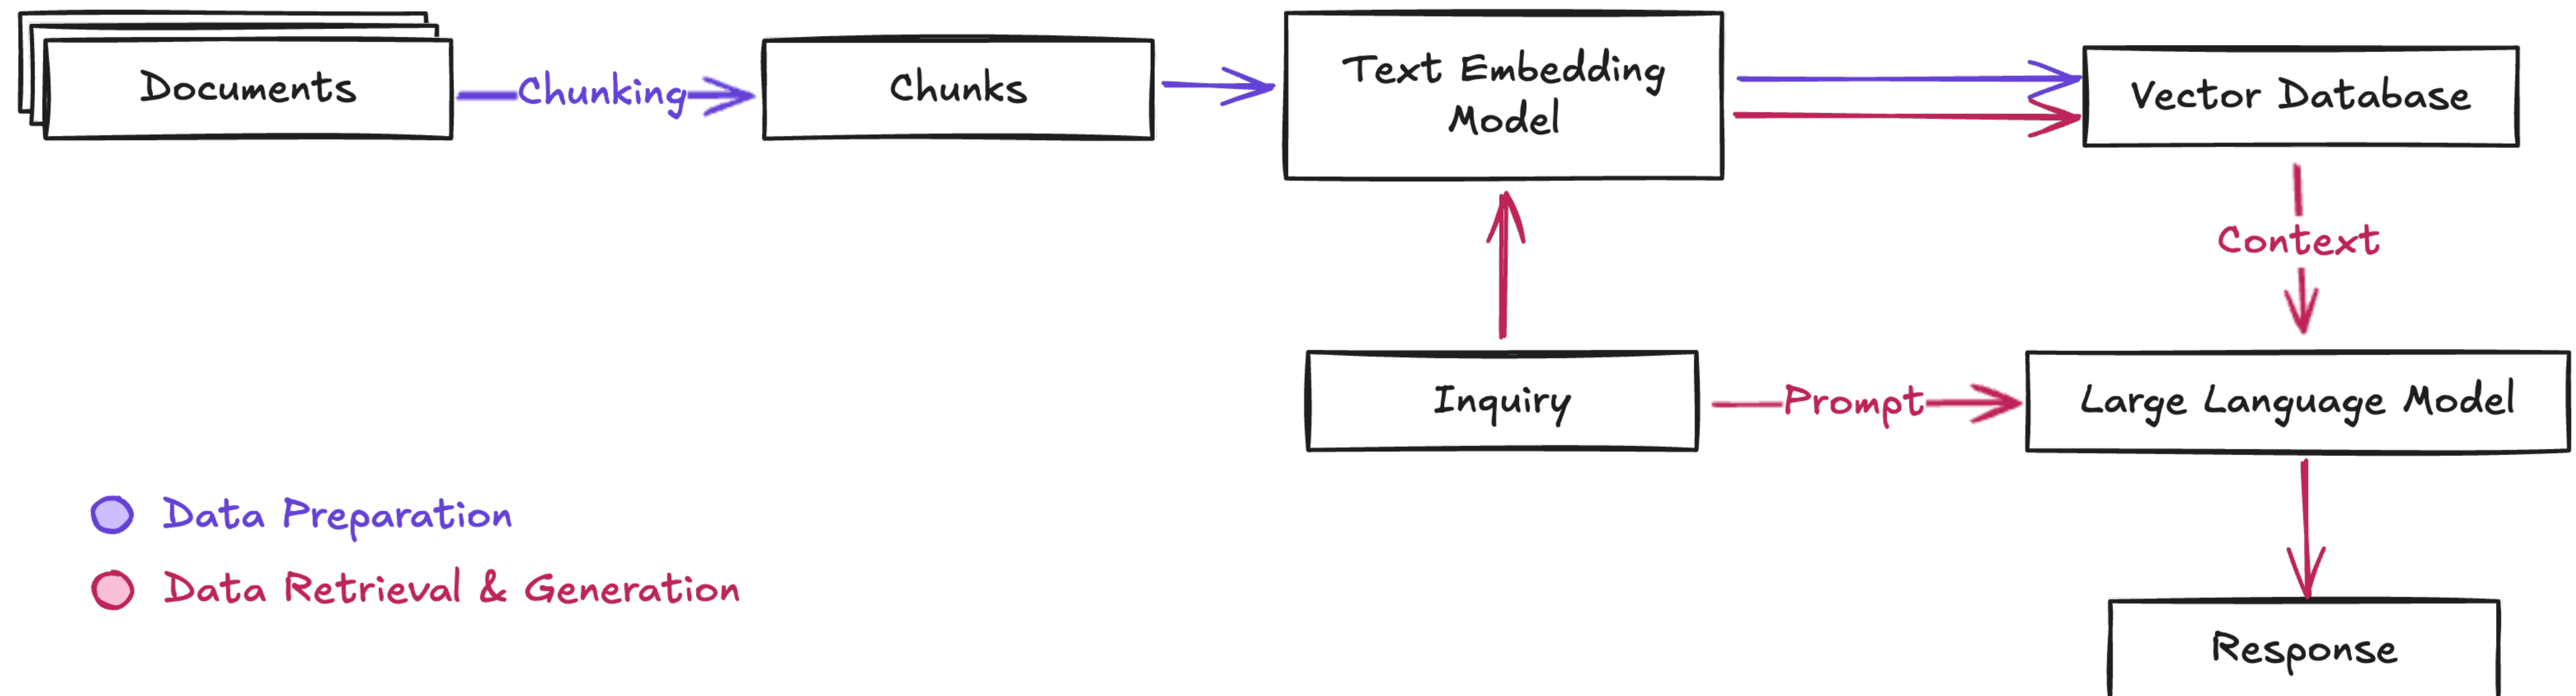 Documents
Chunking
Chunks
Text Embedding
Model
Vector Database
Context
Inquiry
Prompt
Large Language Model
Data Preparation
Data Retrieval & Generation
Response